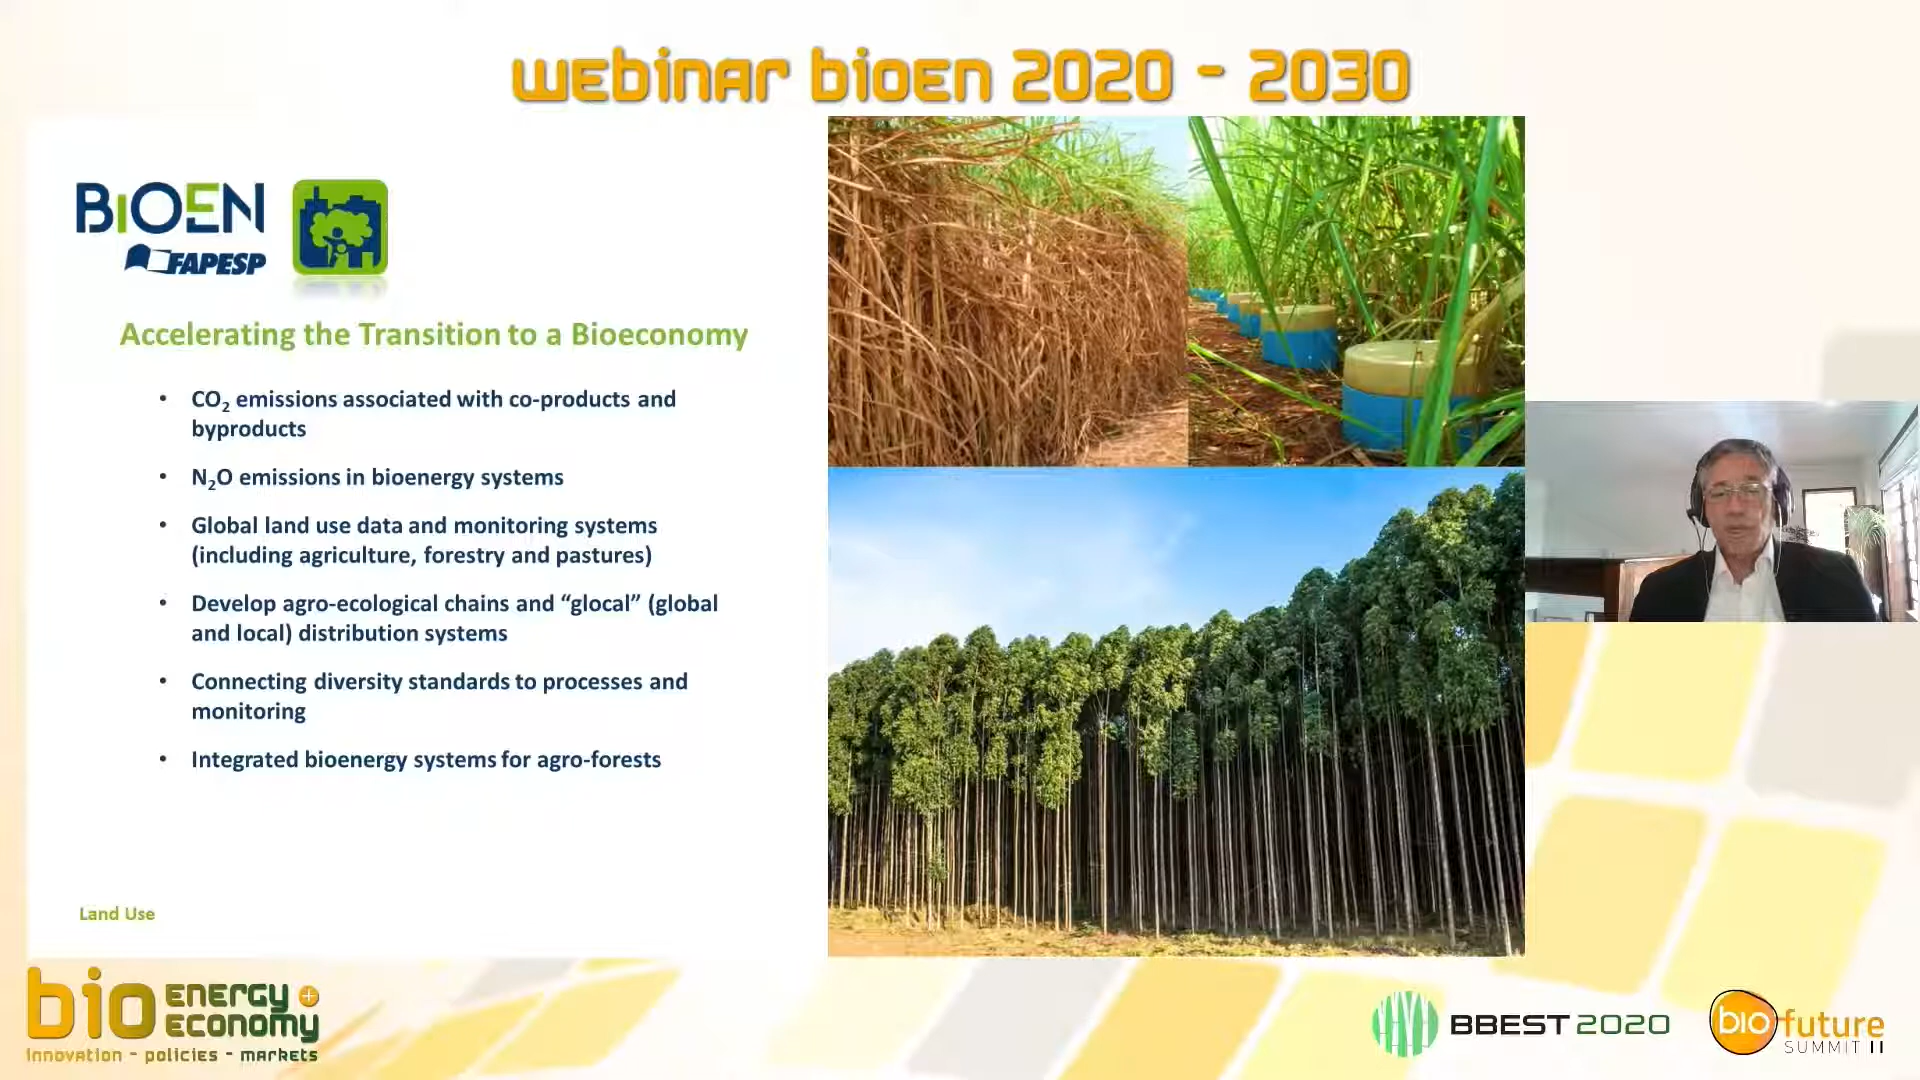 WEBINAR BIOEN 2020 - 2030
BIOEN
FAPESP
Accelerating the Transition to a Bioeconomy
• CO₂ emissions associated with co-products and
byproducts
• N₂O emissions in bioenergy systems
• Global land use data and monitoring systems
(including agriculture, forestry and pastures)
• Develop agro-ecological chains and “glocal” (global
and local) distribution systems
• Connecting diversity standards to processes and
monitoring
• Integrated bioenergy systems for agro-forests
Land Use
bio ENERGY +
ECONOMY
innovation - policies - markets
BBEST 2020
bio future
SUMMIT II